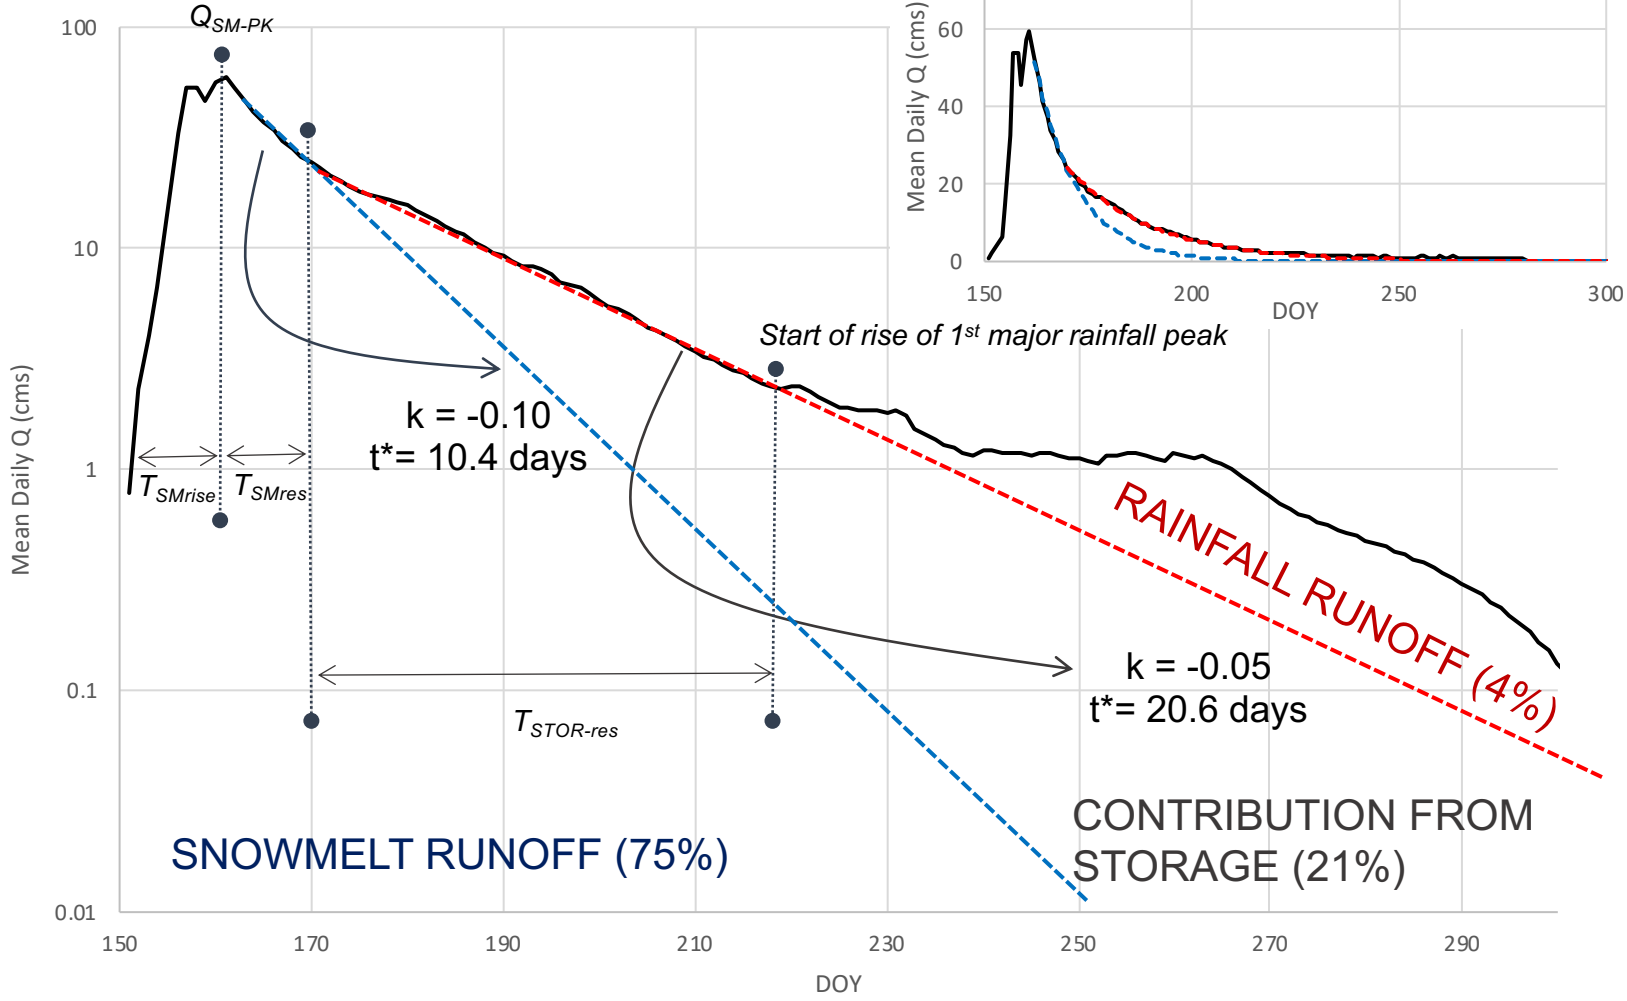 Q_SM-PK
100
10
1
0.1
0.01
Mean Daily Q (cms)
150
170
190
210
230
250
270
290
DOY
Mean Daily Q (cms)
60
40
20
0
150
200
250
300
DOY
Start of rise of 1st major rainfall peak
k = -0.10
t*= 10.4 days
T_SMrise
T_SMres
RAINFALL RUNOFF (4%)
k = -0.05
t*= 20.6 days
T_STOR-res
SNOWMELT RUNOFF (75%)
CONTRIBUTION FROM
STORAGE (21%)